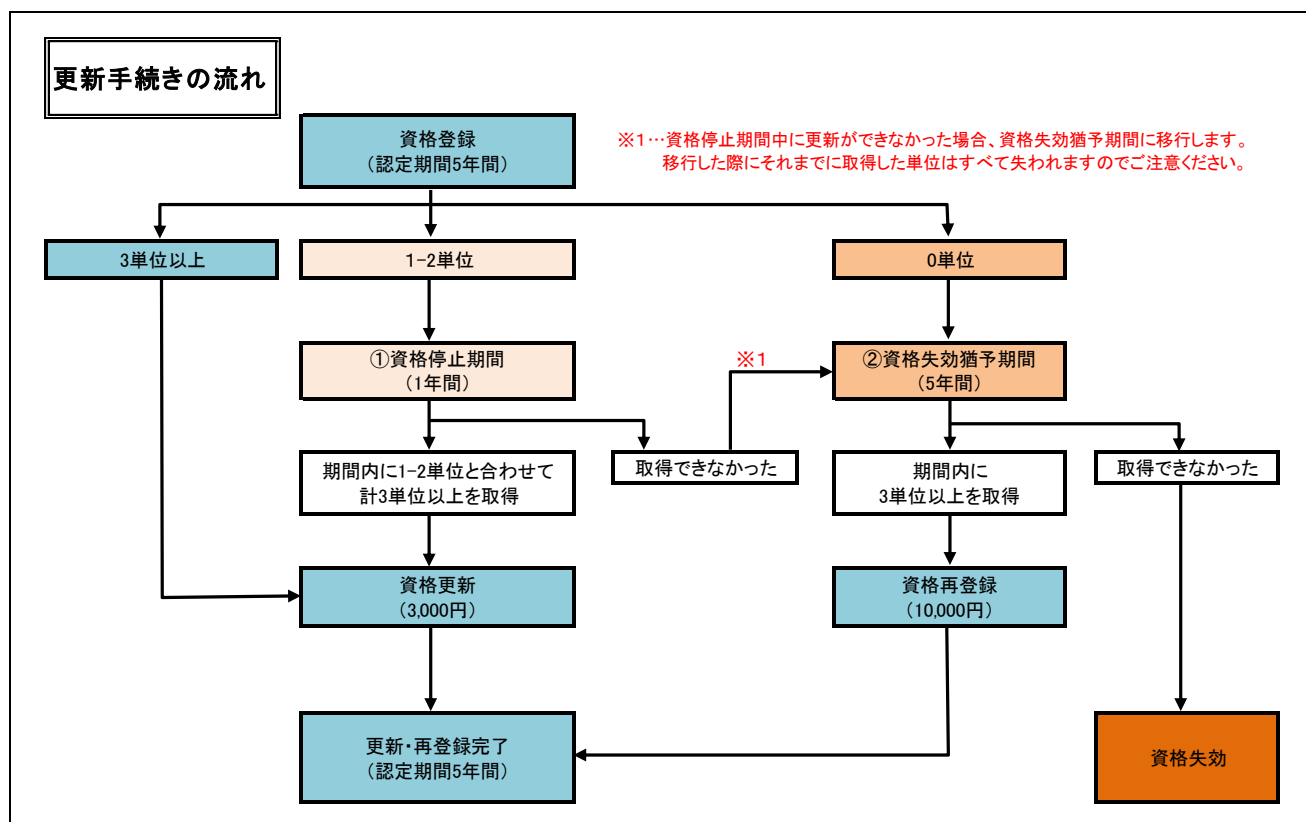 更新手続きの流れ
資格登録
（認定期間5年間）
※１…資格停止期間中に更新ができなかった場合、資格失効猶予期間に移行します。
移行した際にそれまでに取得した単位はすべて失われますのでご注意ください。
3単位以上
1-2単位
0単位
①資格停止期間
（1年間）
※１
②資格失効猶予期間
（5年間）
期間内に1-2単位と合わせて
計3単位以上を取得
取得できなかった
期間内に
3単位以上を取得
取得できなかった
資格更新
（3,000円）
資格再登録
（10,000円）
更新・再登録完了
（認定期間5年間）
資格失効